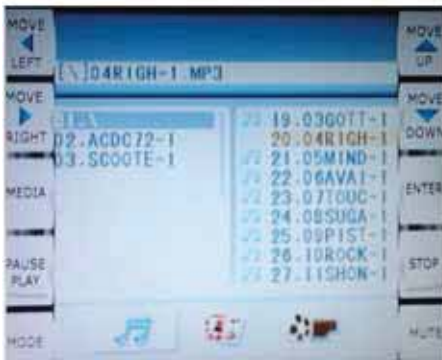 MOVE
LEFT
MOVE
RIGHT
MEDIA
PAUSE
PLAY
MODE
[\]04RIGH-1.MP3
02.ACDC72-1
03.SCOOTE-1
19.03GOTT-1
20.04RIGH-1
21.05MIND-1
22.06AVAI-1
23.07TOUC-1
24.08SUGA-1
25.09PIST-1
26.10ROCK-1
27.11SHON-1
MOVE
UP
MOVE
DOWN
ENTER
STOP
MUTE